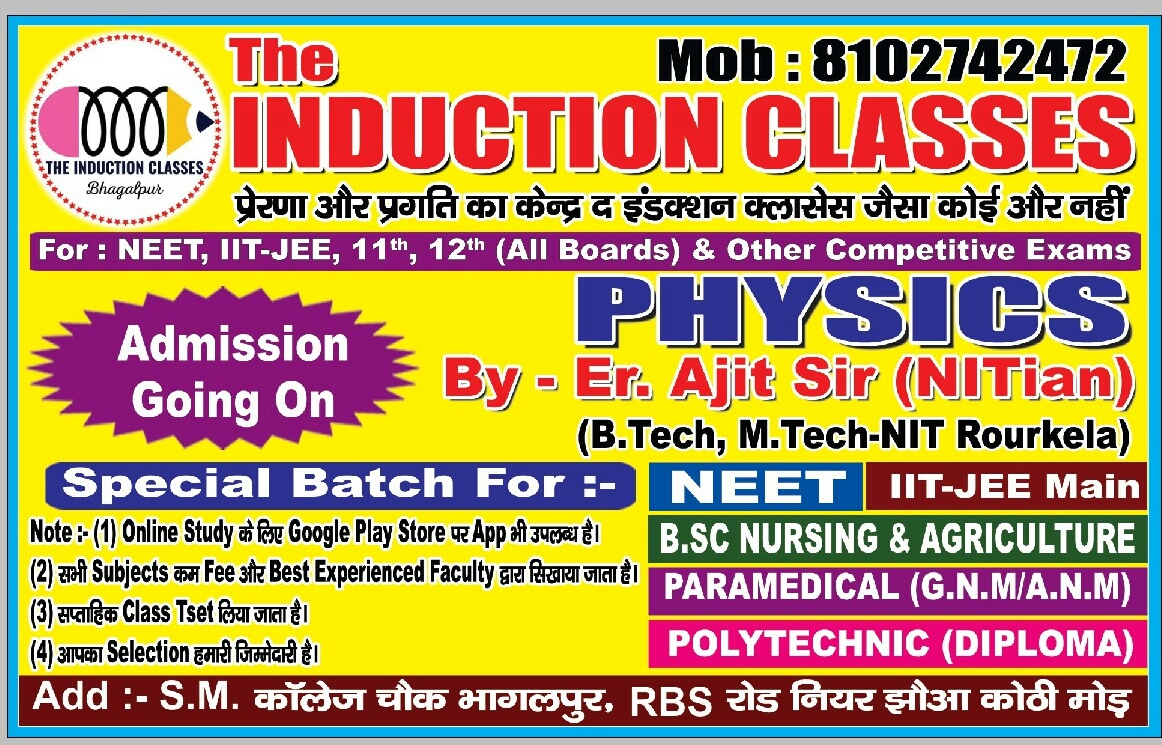 The
Mob : 8102742472
INDUCTION CLASSES
THE INDUCTION CLASSES
Bhagalpur
प्रेरणा और प्रगति का केन्द्र द इंडक्शन क्लासेस जैसा कोई और नहीं
For : NEET, IIT-JEE, 11th, 12th (All Boards) & Other Competitive Exams
Admission
Going On
PHYSICS
By - Er. Ajit Sir (NITian)
(B.Tech, M.Tech-NIT Rourkela)
Special Batch For :-
NEET
IIT-JEE Main
B.SC NURSING & AGRICULTURE
PARAMEDICAL (G.N.M/A.N.M)
POLYTECHNIC (DIPLOMA)
Note :- (1) Online Study के लिए Google Play Store पर App भी उपलब्ध है।
(2) सभी Subjects कम Fee और Best Experienced Faculty द्वारा सिखाया जाता है।
(3) सप्ताहिक Class Tset लिया जाता है।
(4) आपका Selection हमारी जिम्मेदारी है।
Add :- S.M. कॉलेज चौक भागलपुर, RBS रोड नियर झौआ कोठी मोड़